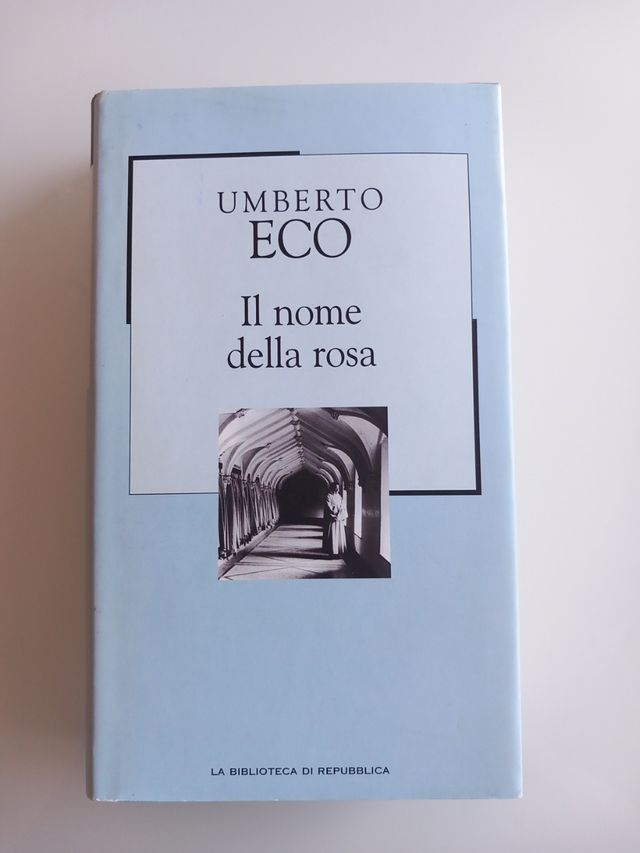 UMBERTO
ECO
Il nome
della rosa
LA BIBLIOTECA DI REPUBBLICA